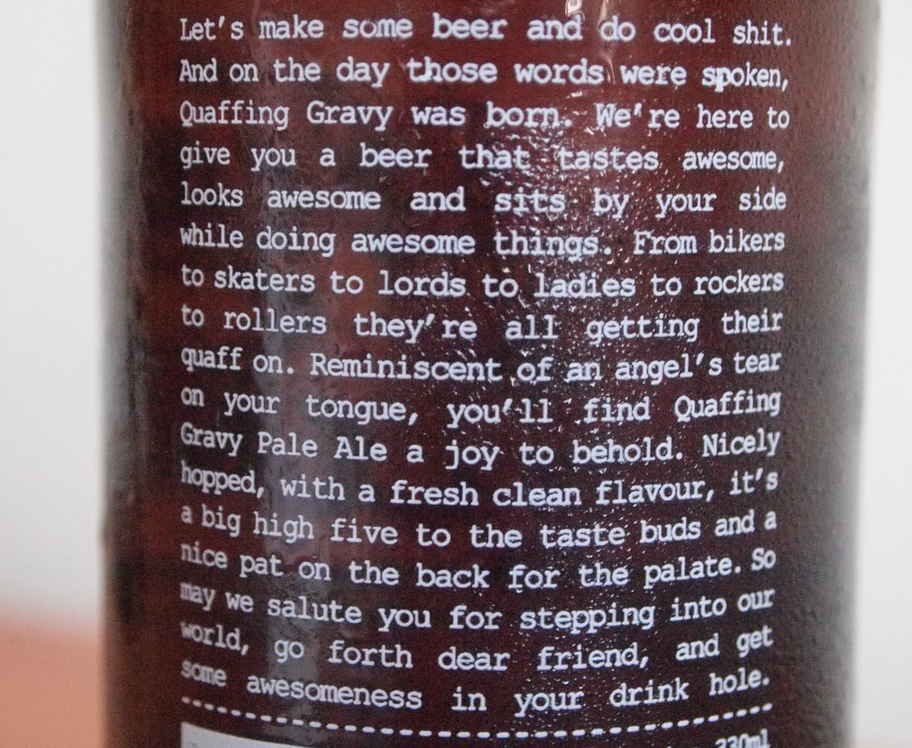 Let's make some beer and do cool shit.
And on the day those words were spoken,
Quaffing Gravy was born. We're here to
give you a beer that tastes awesome,
looks awesome and sits by your side
while doing awesome things. From bikers
to skaters to lords to ladies to rockers
to rollers they're all getting their
quaff on. Reminiscent of an angel's tear
on your tongue, you'll find Quaffing
Gravy Pale Ale a joy to behold. Nicely
hopped, with a fresh clean flavour, it's
a big high five to the taste buds and a
nice pat on the back for the palate. So
may we salute you for stepping into our
world, go forth dear friend, and get
some awesomeness in your drink hole.
330ml